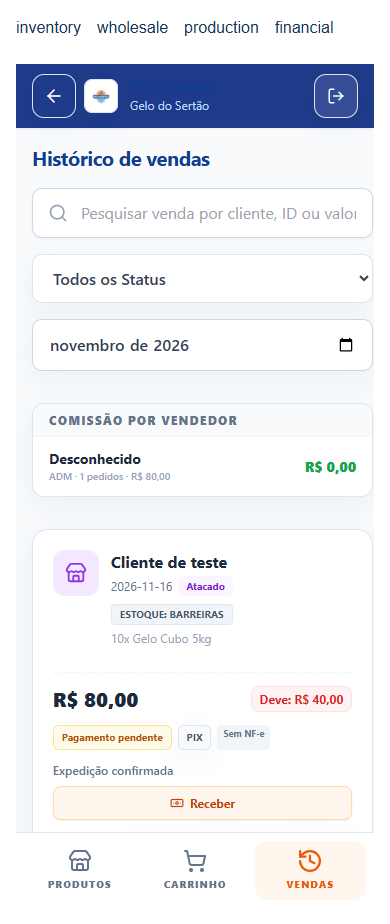 inventory wholesale production financial
Gelo do Sertão
Histórico de vendas
Pesquisar venda por cliente, ID ou valor
Todos os Status
novembro de 2026
COMISSÃO POR VENDEDOR
Desconhecido
R$ 0,00
ADM · 1 pedidos · R$ 80,00
Cliente de teste
2026-11-16 Atacado
ESTOQUE: BARREIRAS
10x Gelo Cubo 5kg
R$ 80,00
Deve: R$ 40,00
Pagamento pendente PIX Sem NF-e
Expedição confirmada
Receber
PRODUTOS CARRINHO VENDAS